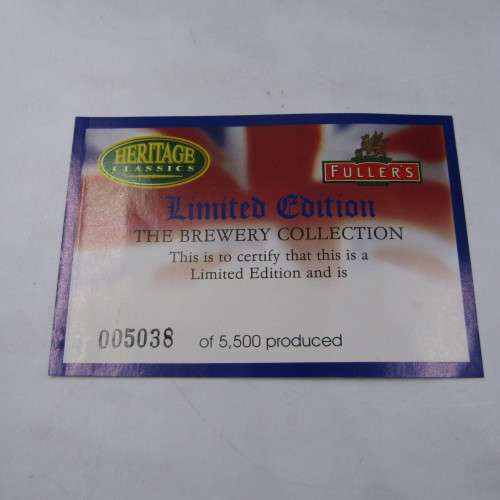 HERITAGE
CLASSICS
FULLER'S
Limited Edition
THE BREWERY COLLECTION
This is to certify that this is a
Limited Edition and is
005038 of 5,500 produced